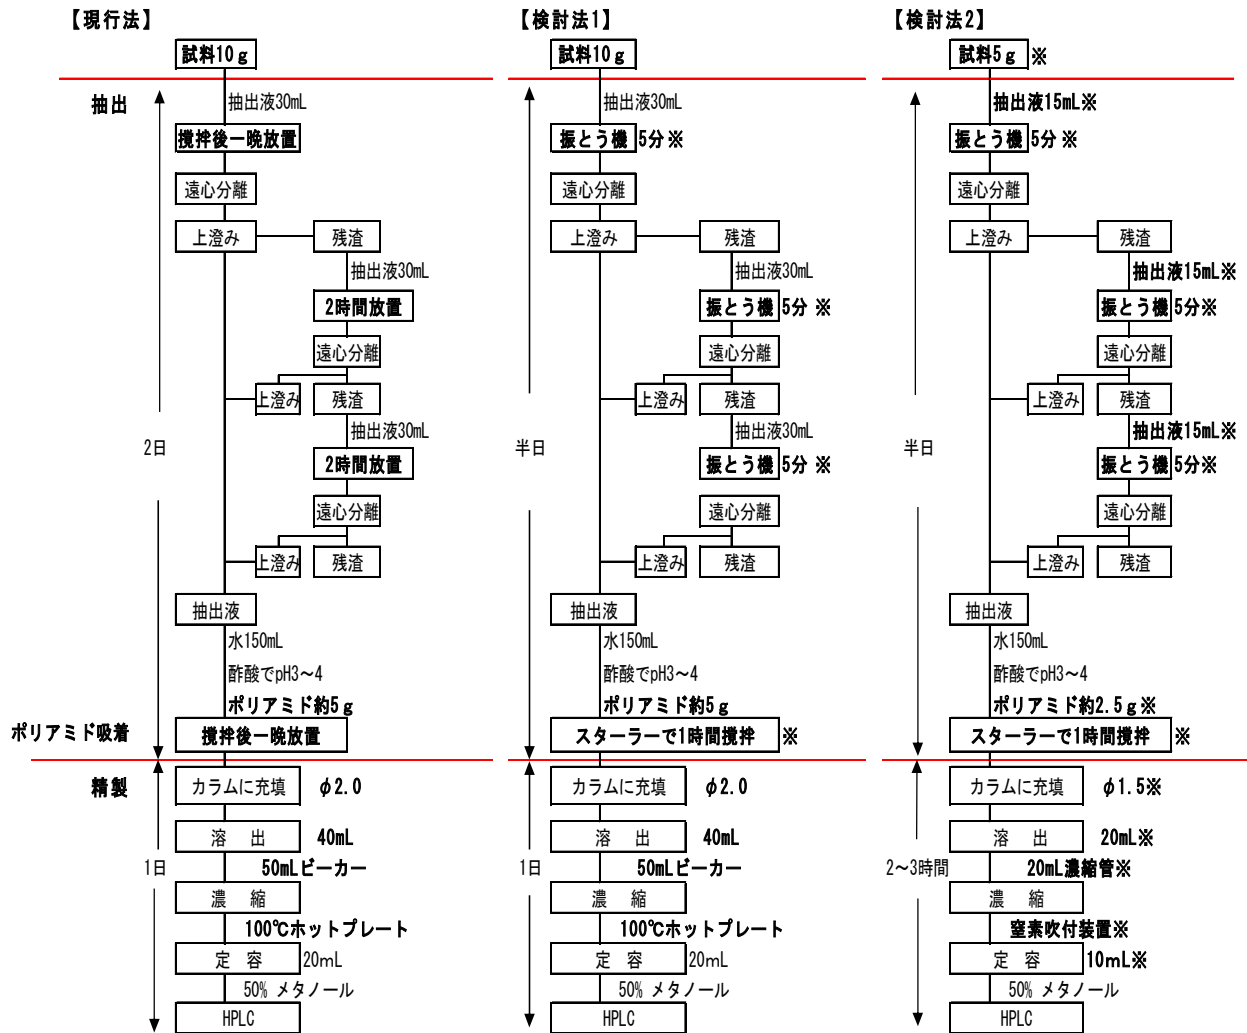 【現行法】
試料10g
抽出
抽出液30mL
攪拌後一晩放置
遠心分離
上澄み
残渣
抽出液30mL
2時間放置
遠心分離
上澄み
残渣
2日
抽出液30mL
2時間放置
遠心分離
上澄み
残渣
抽出液
水150mL
酢酸でpH3～4
ポリアミド約5g
ポリアミド吸着
攪拌後一晩放置
精製
カラムに充填
φ2.0
溶 出
40mL
1日
50mLビーカー
濃 縮
100℃ホットプレート
定 容
20mL
50% メタノール
HPLC
【検討法1】
試料10g
抽出液30mL
振とう機
5分※
遠心分離
上澄み
残渣
抽出液30mL
振とう機
5分 ※
遠心分離
上澄み
残渣
半日
抽出液30mL
振とう機
5分 ※
遠心分離
上澄み
残渣
抽出液
水150mL
酢酸でpH3～4
ポリアミド約5g
スターラーで1時間攪拌
※
カラムに充填
φ2.0
溶 出
40mL
1日
50mLビーカー
濃 縮
100℃ホットプレート
定 容
20mL
50% メタノール
HPLC
【検討法2】
試料5g
※
抽出液15mL※
振とう機
5分 ※
遠心分離
上澄み
残渣
抽出液15mL※
振とう機
5分※
遠心分離
上澄み
残渣
半日
抽出液15mL※
振とう機
5分※
遠心分離
上澄み
残渣
抽出液
水150mL
酢酸でpH3～4
ポリアミド約2.5g※
スターラーで1時間攪拌
※
カラムに充填
φ1.5※
溶 出
20mL※
2～3時間
20mL濃縮管※
濃 縮
窒素吹付装置※
定 容
10mL※
50% メタノール
HPLC